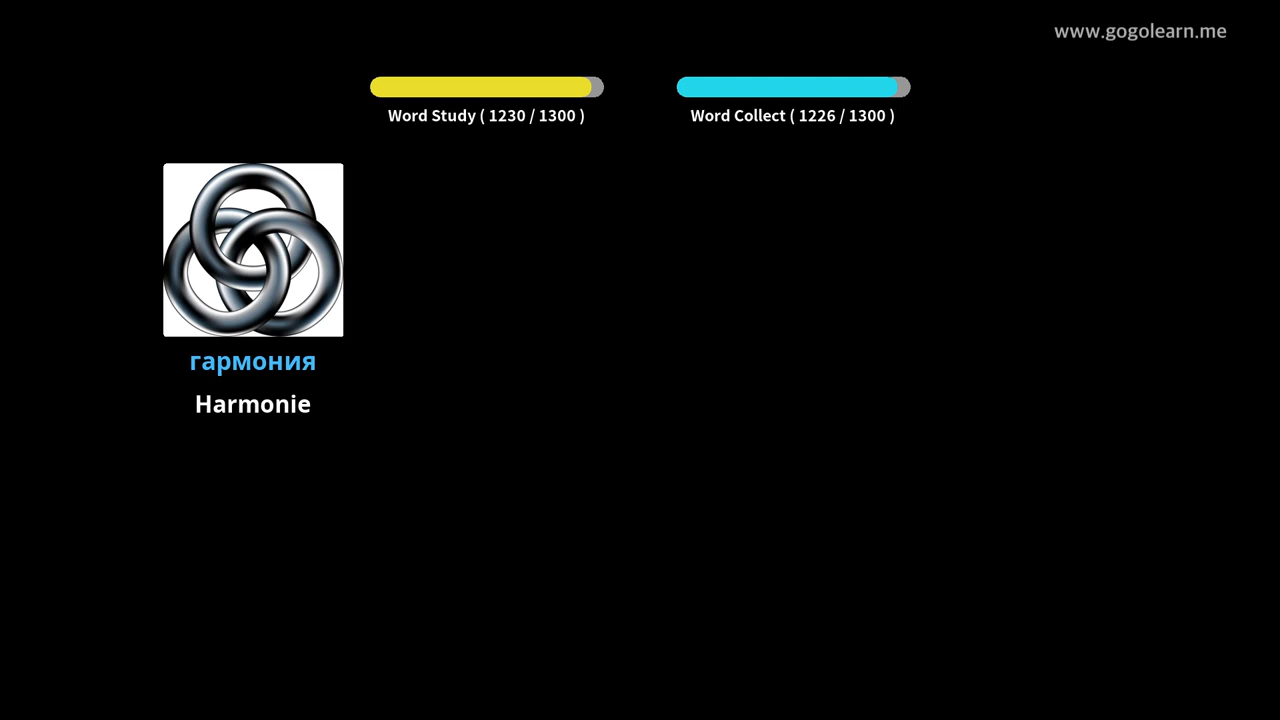 www.gogolearn.me
Word Study ( 1230 / 1300 )
Word Collect ( 1226 / 1300 )
гармония
Harmonie